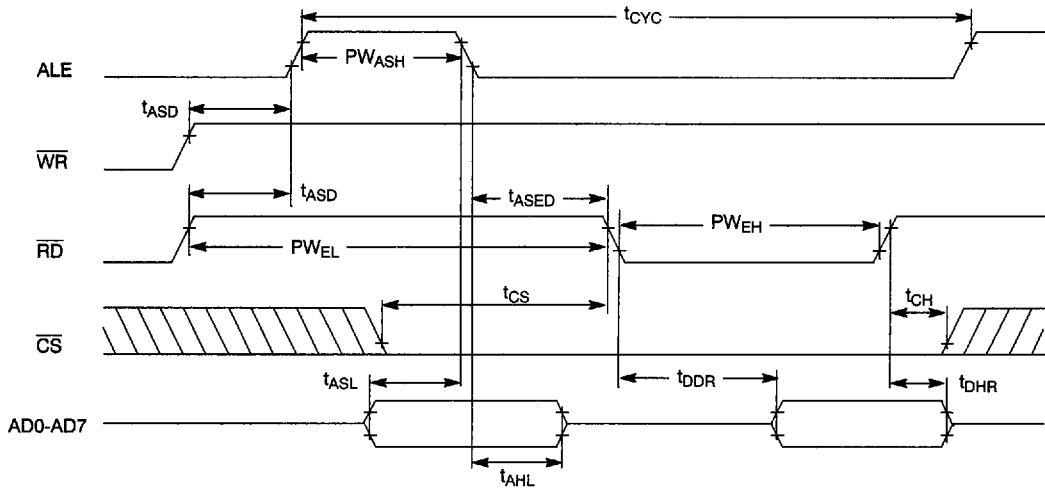 tCYC
ALE
PWASH
tASD
WR
tASD
tASED
RD
PWEL
PWEH
tCS
tCH
CS
tASL
tDDR
tDHR
AD0-AD7
tAHL